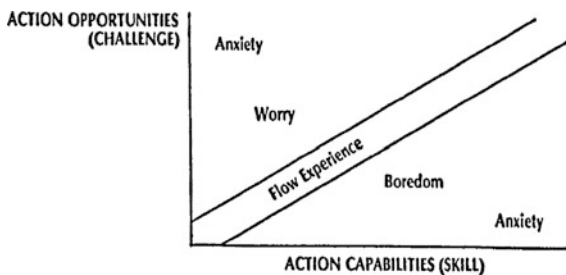 ACTION OPPORTUNITIES
(CHALLENGE)
Anxiety
Worry
Flow Experience
Boredom
Anxiety
ACTION CAPABILITIES (SKILL)